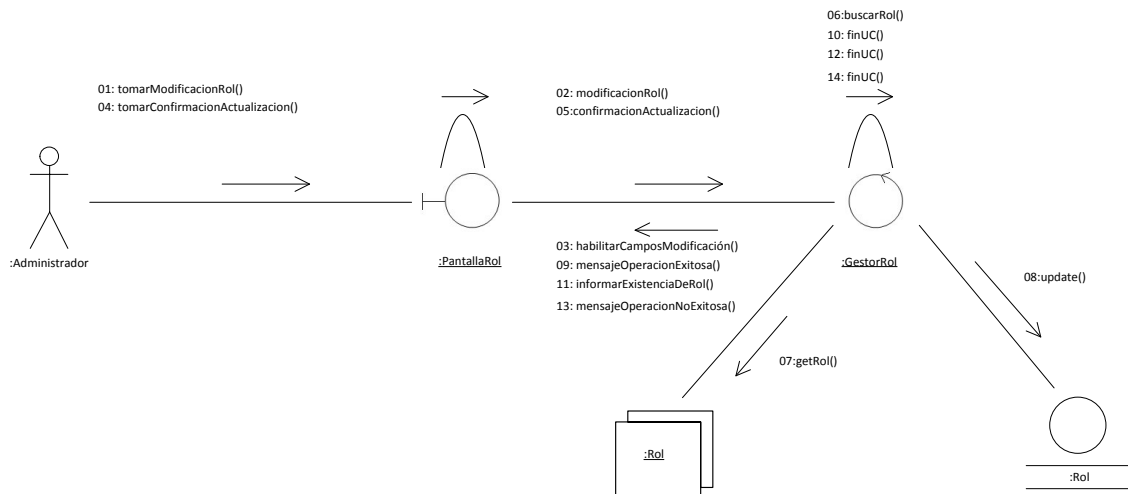 06:buscarRol()
10: finUC()
12: finUC()
14: finUC()
01: tomarModificacionRol()
04: tomarConfirmacionActualizacion()
02: modificacionRol()
05:confirmacionActualizacion()
:Administrador
:PantallaRol
:GestorRol
03: habilitarCamposModificación()
09: mensajeOperacionExitosa()
11: informarExistenciaDeRol()
13: mensajeOperacionNoExitosa()
08:update()
07:getRol()
:Rol
:Rol